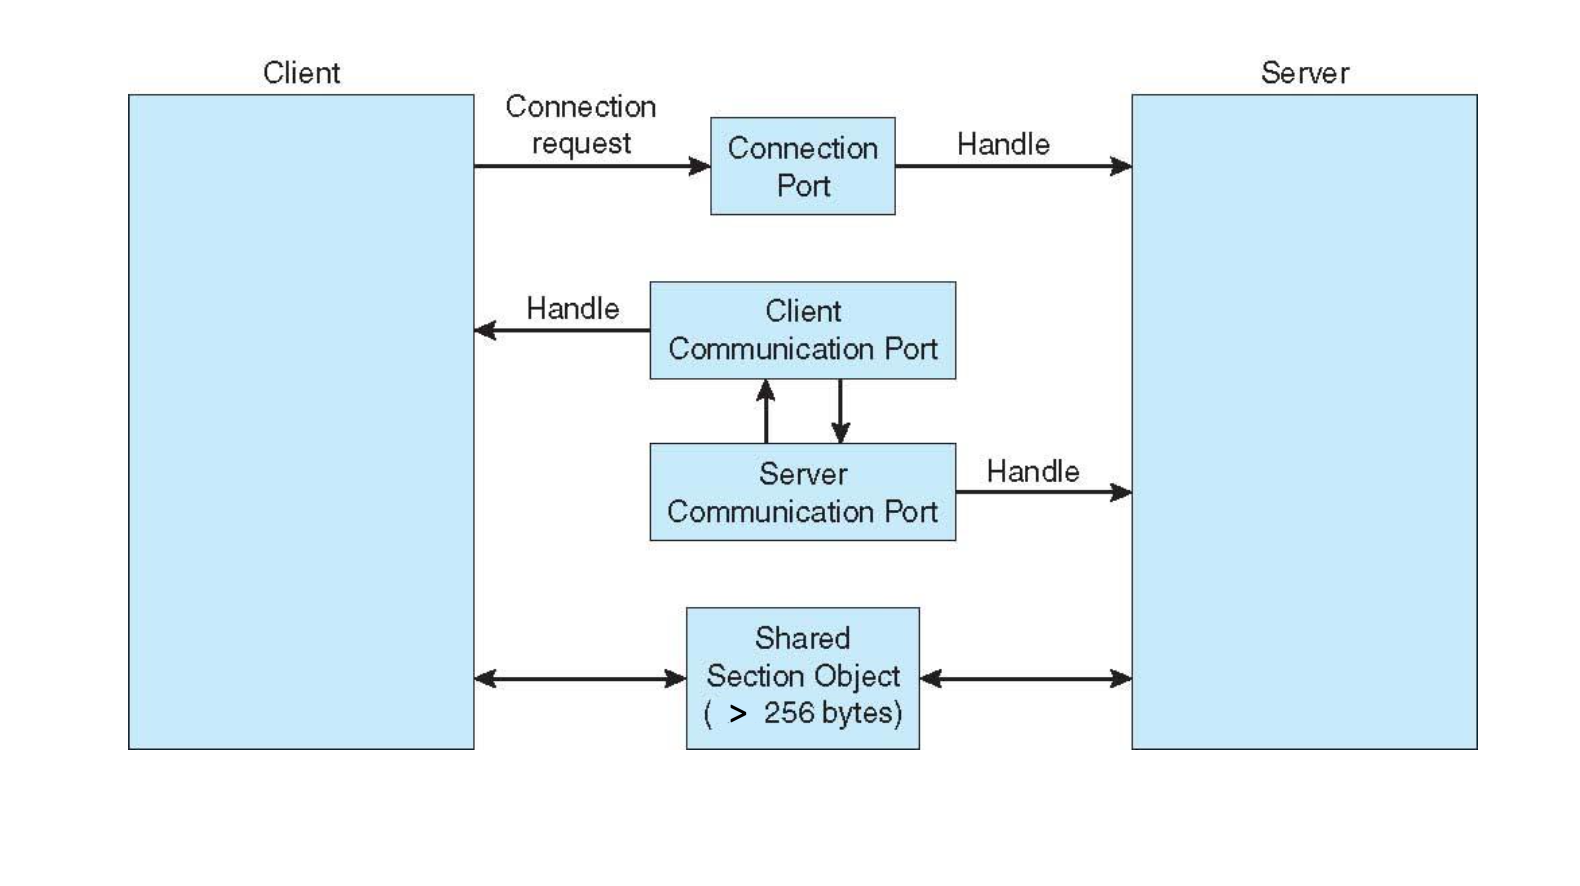 Client
Server
Connection
request
Connection
Port
Handle
Handle
Client
Communication Port
Server
Communication Port
Handle
Shared
Section Object
( > 256 bytes)